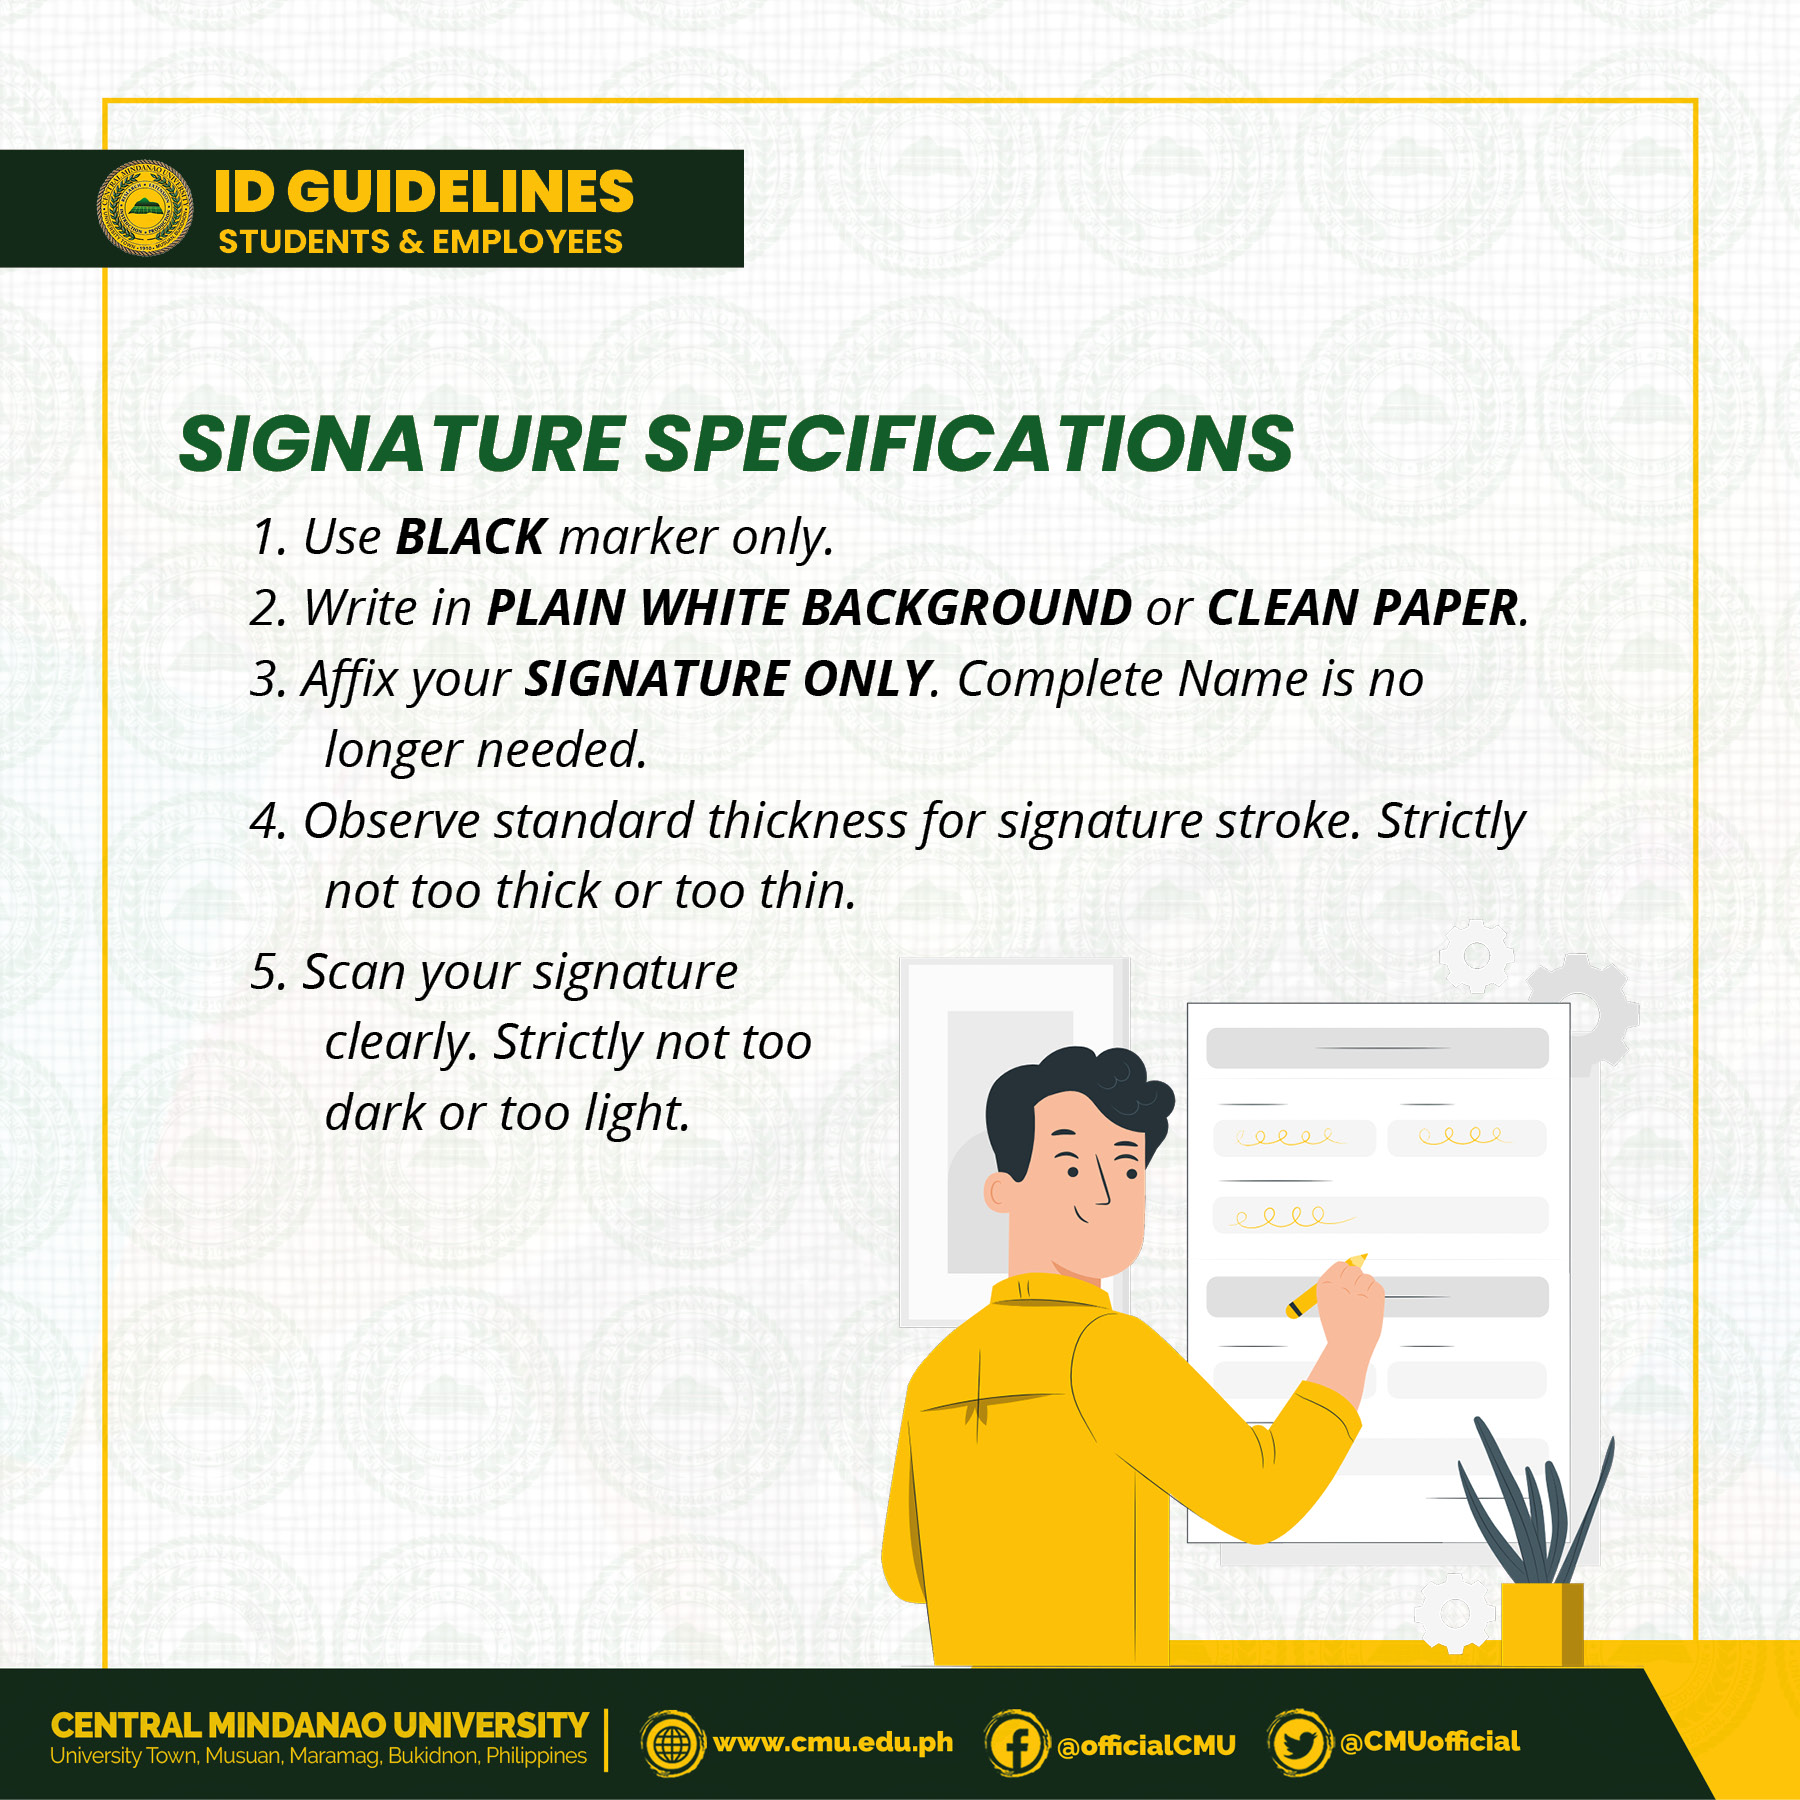 ID GUIDELINES
STUDENTS & EMPLOYEES
SIGNATURE SPECIFICATIONS
1. Use BLACK marker only.
2. Write in PLAIN WHITE BACKGROUND or CLEAN PAPER.
3. Affix your SIGNATURE ONLY. Complete Name is no
longer needed.
4. Observe standard thickness for signature stroke. Strictly
not too thick or too thin.
5. Scan your signature
clearly. Strictly not too
dark or too light.
CENTRAL MINDANAO UNIVERSITY
University Town, Musuan, Maramag, Bukidnon, Philippines
www.cmu.edu.ph
@officialCMU
@CMUofficial